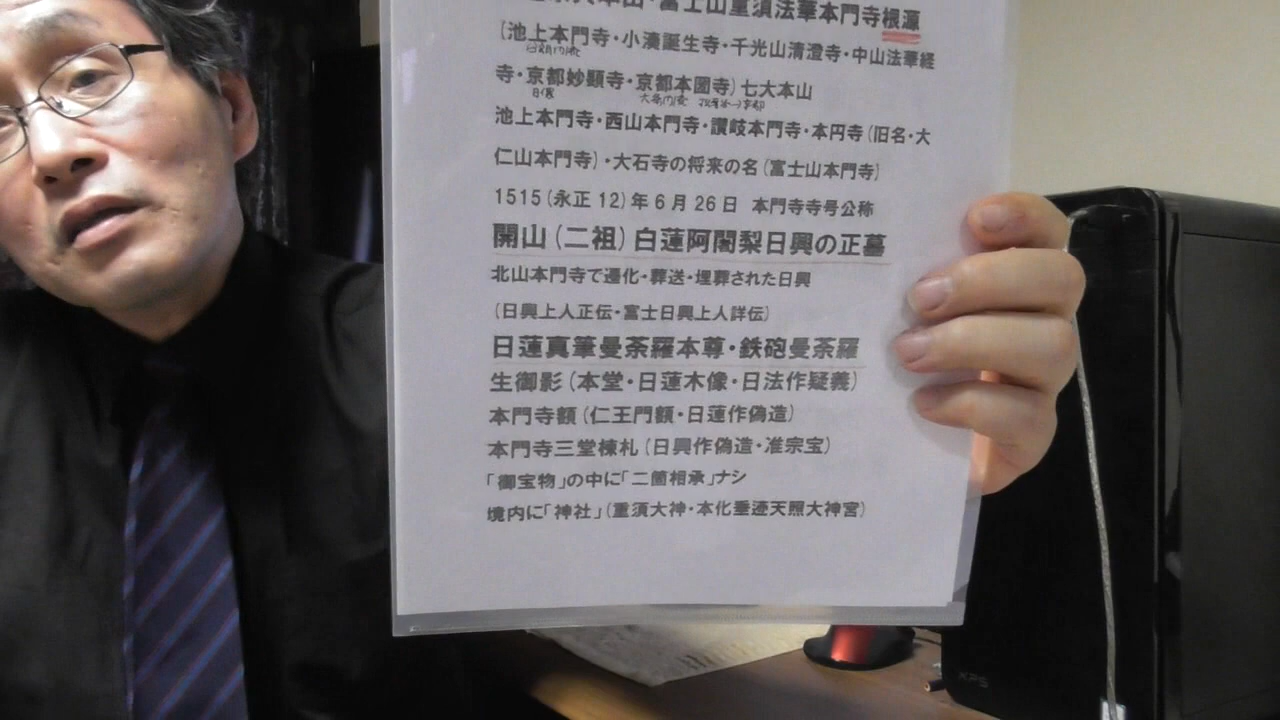 富士山重須法華本門寺根源
(池上本門寺・小湊誕生寺・千光山清澄寺・中山法華経
寺・京都妙顕寺・京都本圀寺)七大本山
池上本門寺・西山本門寺・讃岐本門寺・本円寺(旧名・大
仁山本門寺)・大石寺の将来の名(富士山本門寺)
1515(永正12)年6月26日 本門寺寺号公称
開山(二祖)白蓮阿闍梨日興の正墓
北山本門寺で遷化・葬送・埋葬された日興
(日興上人正伝・富士日興上人詳伝)
日蓮真筆曼荼羅本尊・鉄砲曼荼羅
生御影(本堂・日蓮木像・日法作疑義)
本門寺額(仁王門額・日蓮作偽造)
本門寺三堂棟札(日興作偽造・准宗宝)
「御宝物」の中に「二箇相承」ナシ
境内に「神社」(重須大神・本化垂迹天照大神宮)
XPS